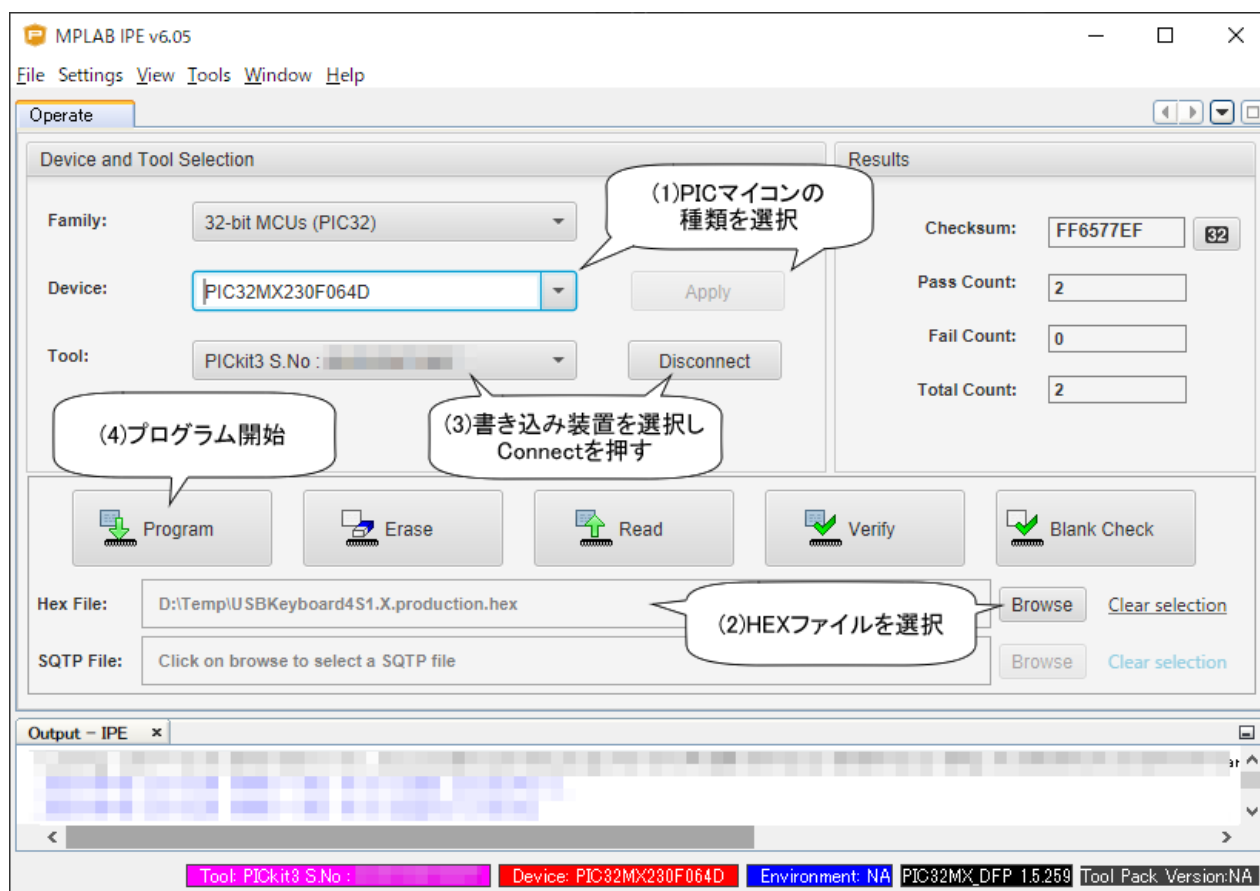 MPLAB IPE v6.05
File Settings View Tools Window Help
Operate
Device and Tool Selection
Results
(1)PICマイコンの
種類を選択
Family:
32-bit MCUs (PIC32)
Checksum:
FF6577EF
32
Device:
PIC32MX230F064D
Apply
Pass Count:
2
Fail Count:
0
Tool:
PICkit3 S.No :
Disconnect
Total Count:
2
(3)書き込み装置を選択し
Connectを押す
(4)プログラム開始
Program
Erase
Read
Verify
Blank Check
Hex File:
D:\Temp\USBKeyboard4S1.X.production.hex
Browse
Clear selection
(2)HEXファイルを選択
SQTP File:
Click on browse to select a SQTP file
Browse
Clear selection
Output - IPE
Tool: PICkit3 S.No :
Device: PIC32MX230F064D
Environment: NA
PIC32MX_DFP 1.5.259
Tool Pack Version:NA